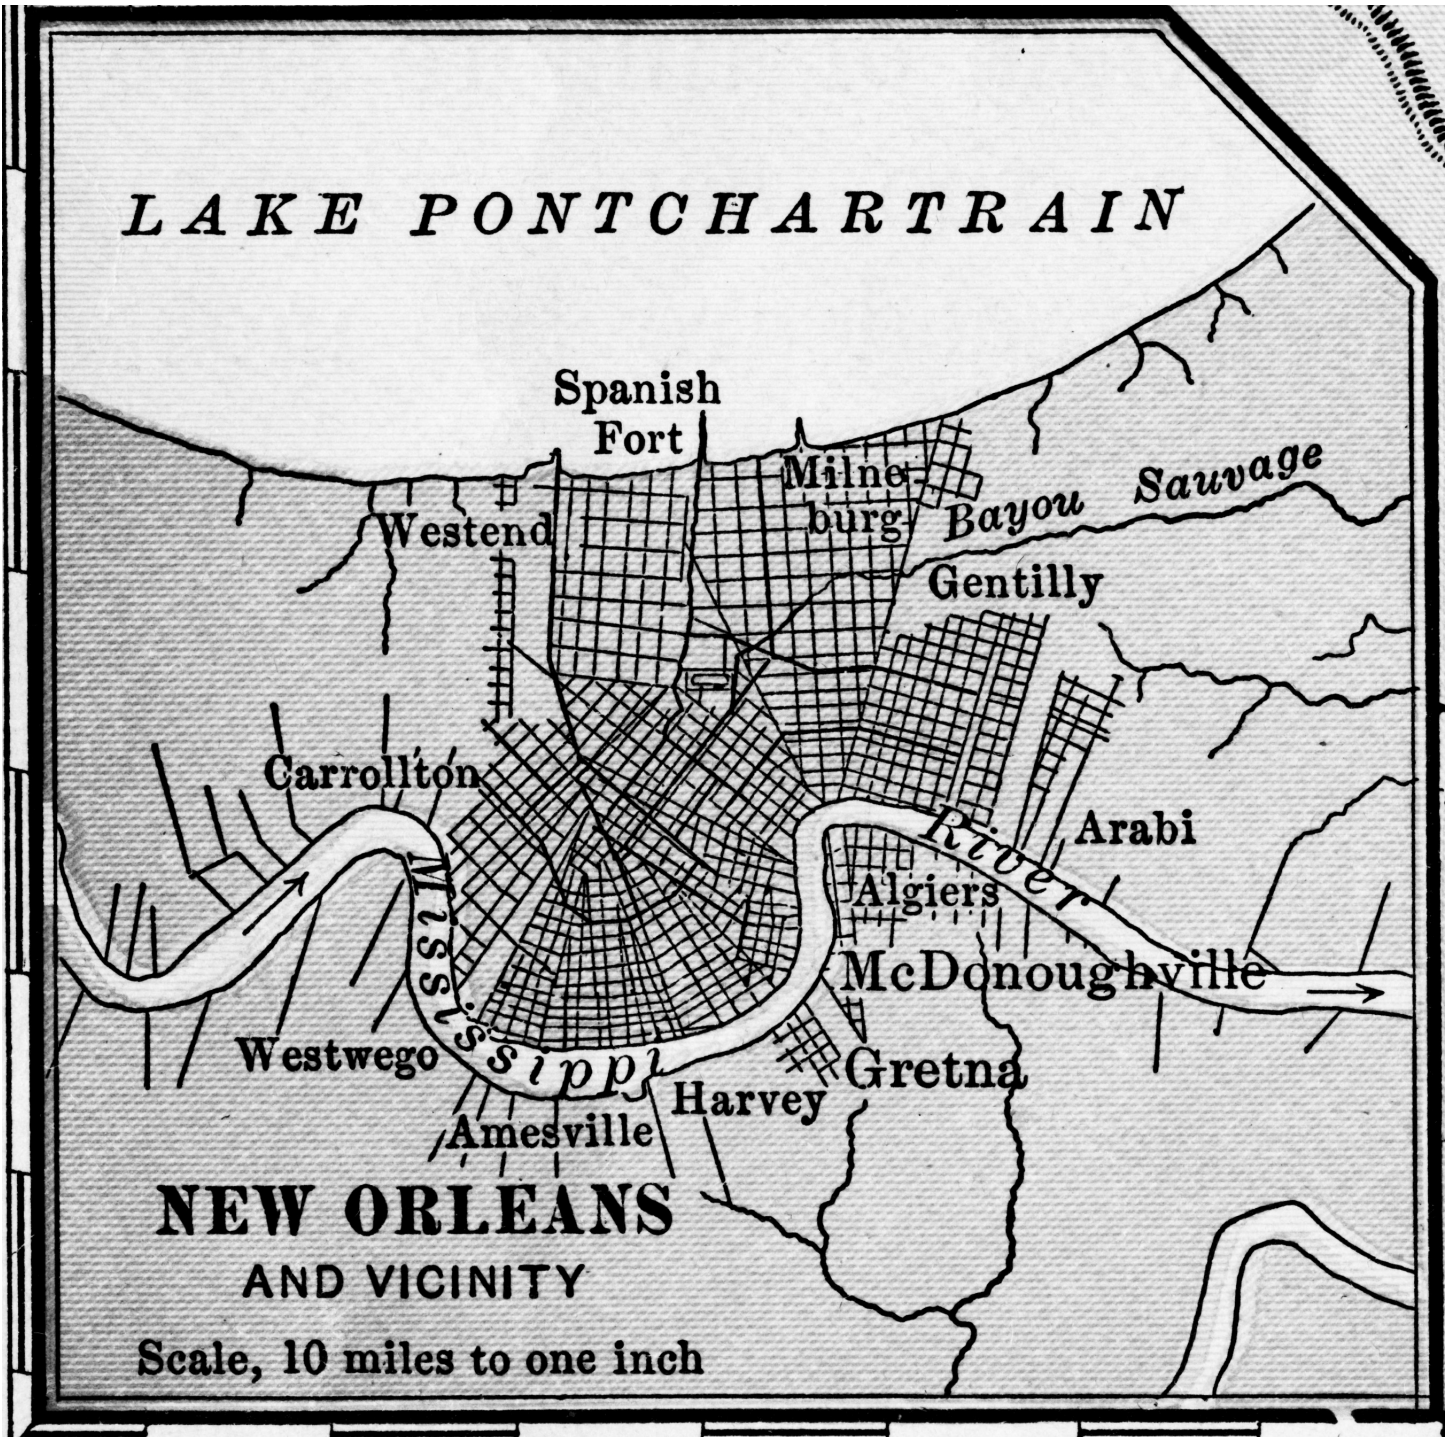 LAKE PONTCHARTRAIN
Spanish
Fort
Milne
burg
Bayou Sauvage
Westend
Gentilly
Carrollton
River
Arabi
Algiers
Mississippi
McDonoughville
Westwego
Gretna
Harvey
Amesville
NEW ORLEANS
AND VICINITY
Scale, 10 miles to one inch